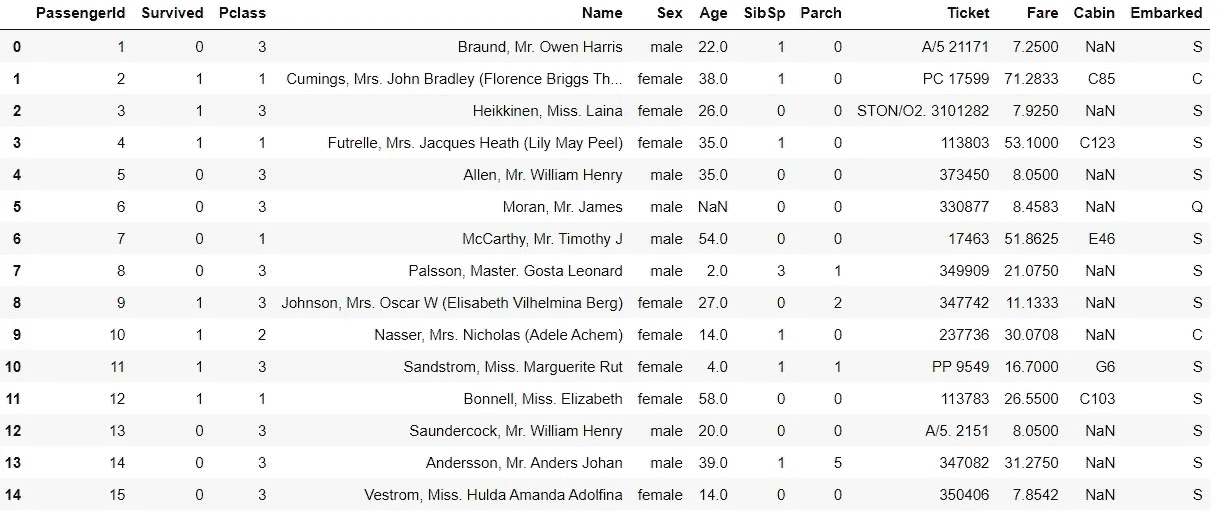 PassengerId Survived Pclass Name Sex Age SibSp Parch Ticket Fare Cabin Embarked
0 1 0 3 Braund, Mr. Owen Harris male 22.0 1 0 A/5 21171 7.2500 NaN S
1 2 1 1 Cumings, Mrs. John Bradley (Florence Briggs Th... female 38.0 1 0 PC 17599 71.2833 C85 C
2 3 1 3 Heikkinen, Miss. Laina female 26.0 0 0 STON/O2. 3101282 7.9250 NaN S
3 4 1 1 Futrelle, Mrs. Jacques Heath (Lily May Peel) female 35.0 1 0 113803 53.1000 C123 S
4 5 0 3 Allen, Mr. William Henry male 35.0 0 0 373450 8.0500 NaN S
5 6 0 3 Moran, Mr. James male NaN 0 0 330877 8.4583 NaN Q
6 7 0 1 McCarthy, Mr. Timothy J male 54.0 0 0 17463 51.8625 E46 S
7 8 0 3 Palsson, Master. Gosta Leonard male 2.0 3 1 349909 21.0750 NaN S
8 9 1 3 Johnson, Mrs. Oscar W (Elisabeth Vilhelmina Berg) female 27.0 0 2 347742 11.1333 NaN S
9 10 1 2 Nasser, Mrs. Nicholas (Adele Achem) female 14.0 1 0 237736 30.0708 NaN C
10 11 1 3 Sandstrom, Miss. Marguerite Rut female 4.0 1 1 PP 9549 16.7000 G6 S
11 12 1 1 Bonnell, Miss. Elizabeth female 58.0 0 0 113783 26.5500 C103 S
12 13 0 3 Saundercock, Mr. William Henry male 20.0 0 0 A/5. 2151 8.0500 NaN S
13 14 0 3 Andersson, Mr. Anders Johan male 39.0 1 5 347082 31.2750 NaN S
14 15 0 3 Vestrom, Miss. Hulda Amanda Adolfina female 14.0 0 0 350406 7.8542 NaN S